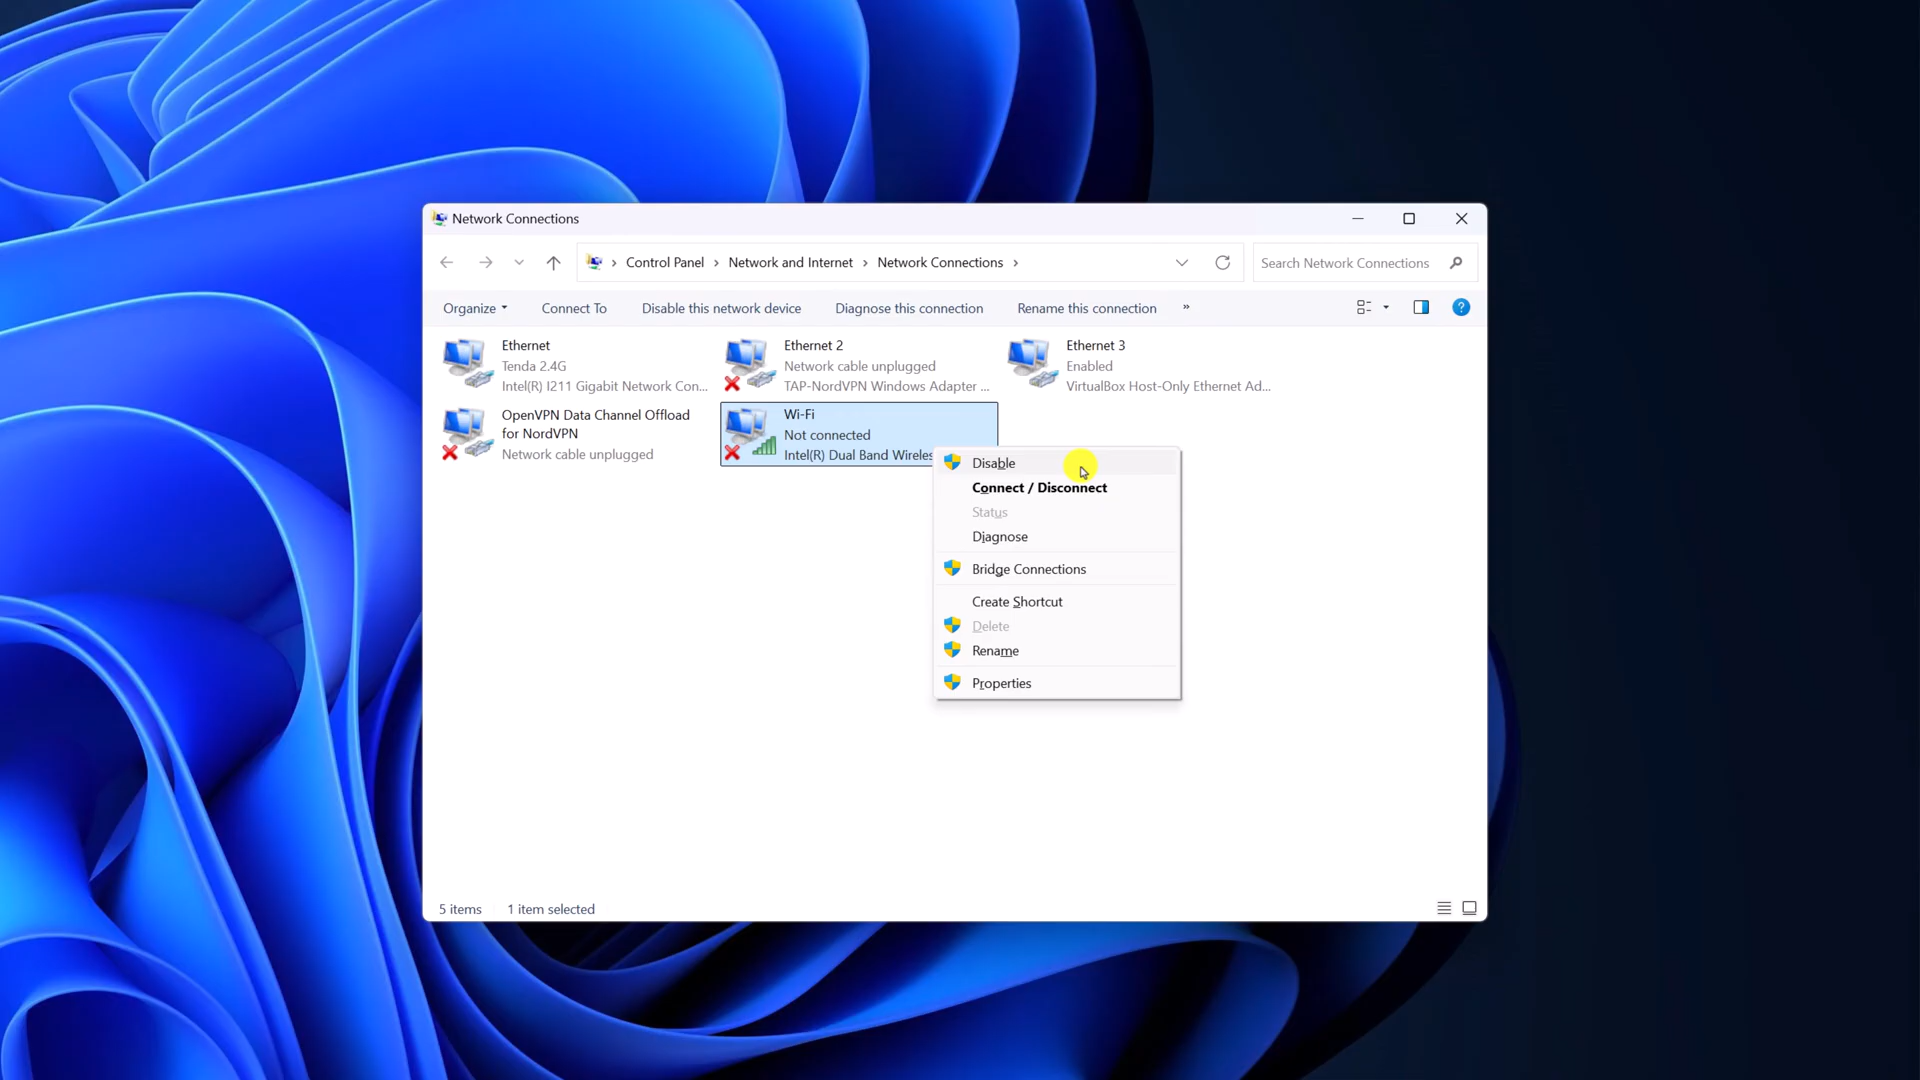 Network Connections
Control Panel > Network and Internet > Network Connections >
Search Network Connections
Organize Connect To Disable this network device Diagnose this connection Rename this connection »
Ethernet
Tenda 2.4G
Intel(R) I211 Gigabit Network Con...
Ethernet 2
Network cable unplugged
TAP-NordVPN Windows Adapter ...
Ethernet 3
Enabled
VirtualBox Host-Only Ethernet Ad...
OpenVPN Data Channel Offload
for NordVPN
Network cable unplugged
Wi-Fi
Not connected
Intel(R) Dual Band Wireles
Disable
Connect / Disconnect
Status
Diagnose
Bridge Connections
Create Shortcut
Delete
Rename
Properties
5 items 1 item selected